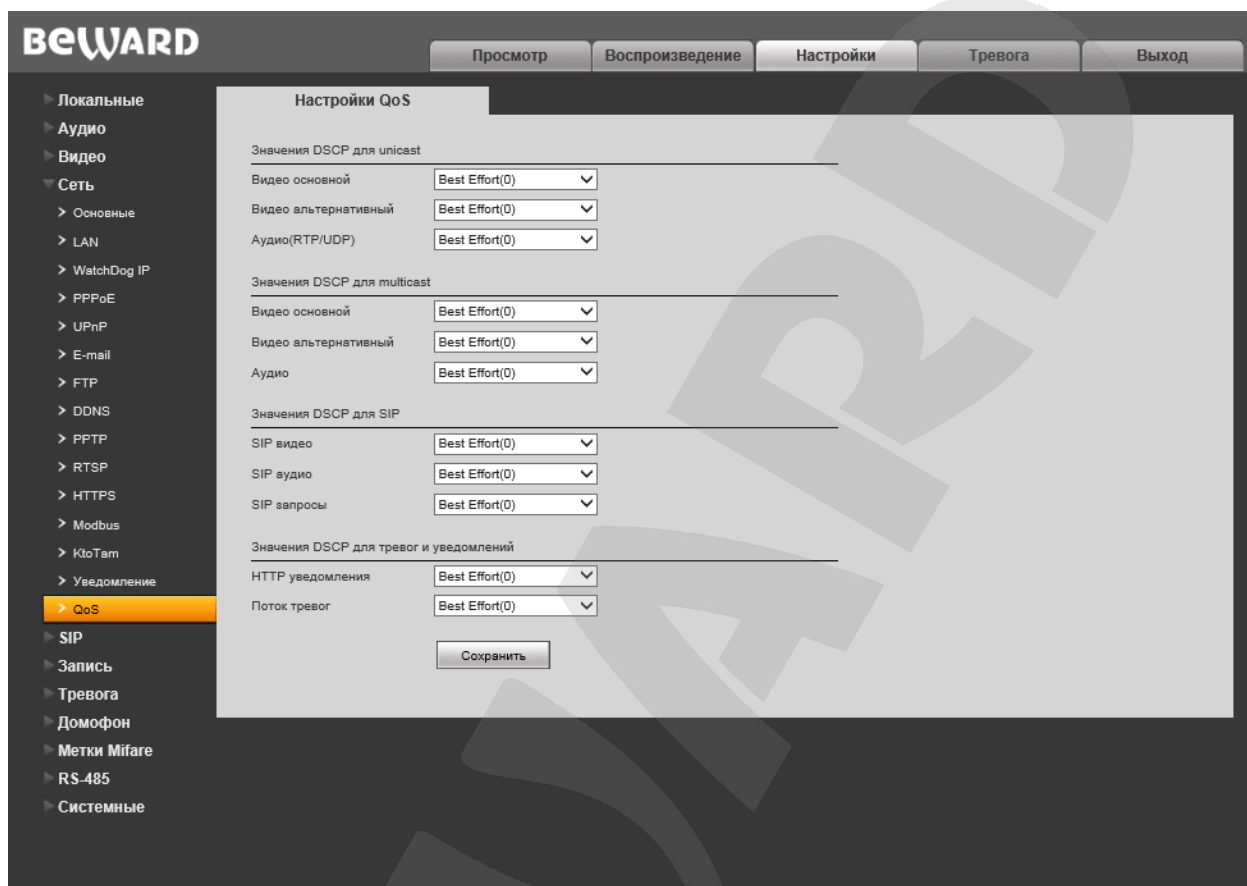 BEWARD
Просмотр Воспроизведение Настройки Тревога Выход
Локальные
Аудио
Видео
Сеть
Основные
LAN
WatchDog IP
PPPoE
UPnP
E-mail
FTP
DDNS
PPTP
RTSP
HTTPS
Modbus
KtoTam
Уведомление
QoS
SIP
Запись
Тревога
Домофон
Метки Mifare
RS-485
Системные
Настройки QoS
Значения DSCP для unicast
Видео основной Best Effort(0)
Видео альтернативный Best Effort(0)
Аудио(RTP/UDP) Best Effort(0)
Значения DSCP для multicast
Видео основной Best Effort(0)
Видео альтернативный Best Effort(0)
Аудио Best Effort(0)
Значения DSCP для SIP
SIP видео Best Effort(0)
SIP аудио Best Effort(0)
SIP запросы Best Effort(0)
Значения DSCP для тревог и уведомлений
HTTP уведомления Best Effort(0)
Поток тревог Best Effort(0)
Сохранить